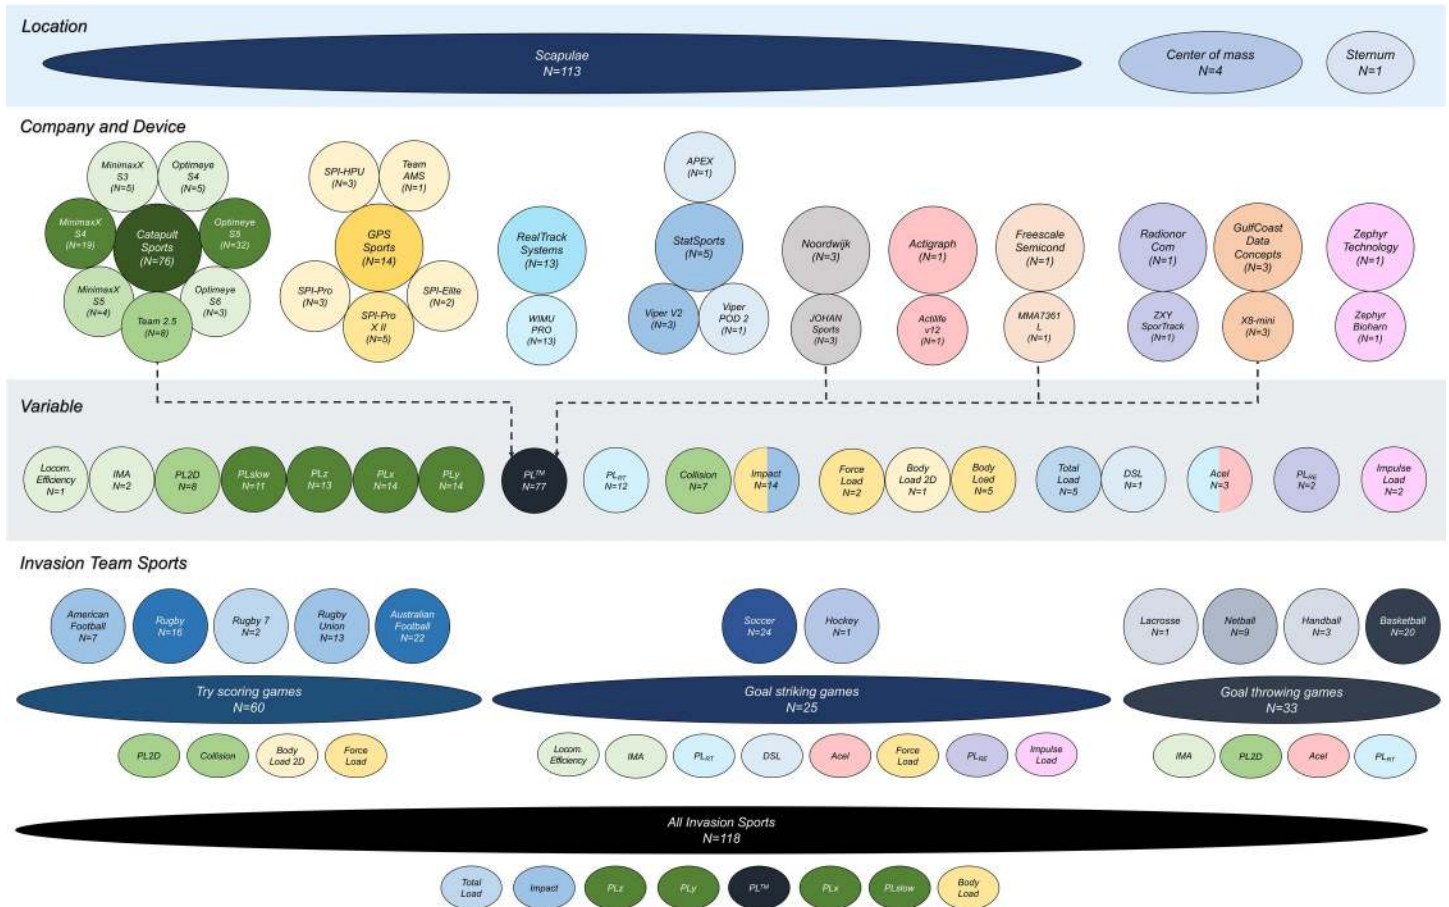 Location
Scapulae
N=113
Center of mass
N=4
Sternum
N=1
Company and Device
MinimaxX
S3
(N=5)
Optimeye
S4
(N=5)
MinimaxX
S4
(N=19)
Catapult
Sports
(N=76)
Optimeye
S5
(N=32)
MinimaxX
S5
(N=4)
Team 2.5
(N=8)
Optimeye
S6
(N=3)
SPI-HPU
(N=3)
Team
AMS
(N=1)
GPS
Sports
(N=14)
SPI-Pro
(N=3)
SPI-Pro
X II
(N=5)
SPI-Elite
(N=2)
RealTrack
Systems
(N=13)
WIMU
PRO
(N=13)
APEX
(N=1)
StatSports
(N=5)
Viper V2
(N=3)
Viper
POD 2
(N=1)
Noordwijk
(N=3)
JOHAN
Sports
(N=3)
Actigraph
(N=1)
Actilife
v12
(N=1)
Freescale
Semicond
(N=1)
MMAT361
L
(N=1)
Radionor
Com
(N=1)
ZXY
SporTrack
(N=1)
GulfCoast
Data
Concepts
(N=3)
X8-mini
(N=3)
Zephyr
Technology
(N=1)
Zephyr
Bioharn
(N=1)
Variable
Locom.
Efficiency
N=1
IMA
N=2
PL2D
N=8
PLslow
N=11
PLz
N=13
PLx
N=14
PLy
N=14
PL™
N=77
PLRT
N=12
Collision
N=7
Impact
N=14
Force
Load
N=2
Body
Load 2D
N=1
Body
Load
N=5
Total
Load
N=5
DSL
N=1
Acel
N=3
PLRE
N=2
Impulse
Load
N=2
Invasion Team Sports
American
Football
N=7
Rugby
N=16
Rugby 7
N=2
Rugby
Union
N=13
Australian
Football
N=22
Soccer
N=24
Hockey
N=1
Lacrosse
N=1
Netball
N=9
Handball
N=3
Basketball
N=20
Try scoring games
N=60
Goal striking games
N=25
Goal throwing games
N=33
PL2D
Collision
Body
Load 2D
Force
Load
Locom.
Efficiency
IMA
PLRT
DSL
Acel
Force
Load
PLRE
Impulse
Load
IMA
PL2D
Acel
PLRT
All Invasion Sports
N=118
Total
Load
Impact
PLz
PLy
PL™
PLx
PLslow
Body
Load